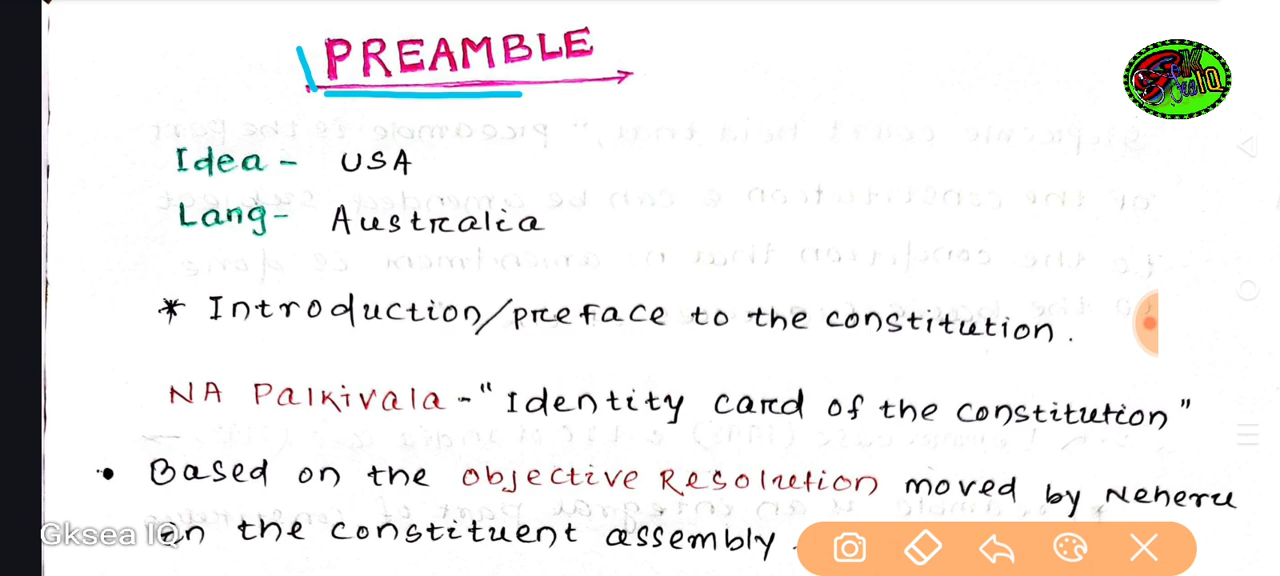 PREAMBLE
Idea - USA
Lang- Australia
* Introduction/preface to the constitution.
NA Palkivala - "Identity card of the constitution"
• Based on the objective Resolution moved by Neheru
in the constituent assembly.
Gksea IQ